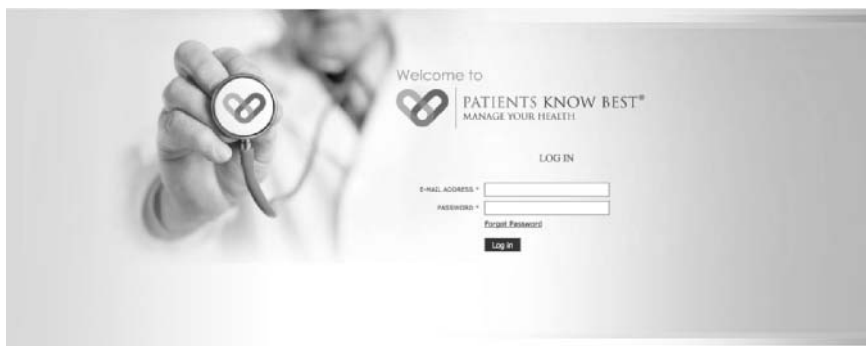 Welcome to
PATIENTS KNOW BEST®
MANAGE YOUR HEALTH
LOG IN
E-MAIL ADDRESS *
PASSWORD *
Forgot Password
Log in